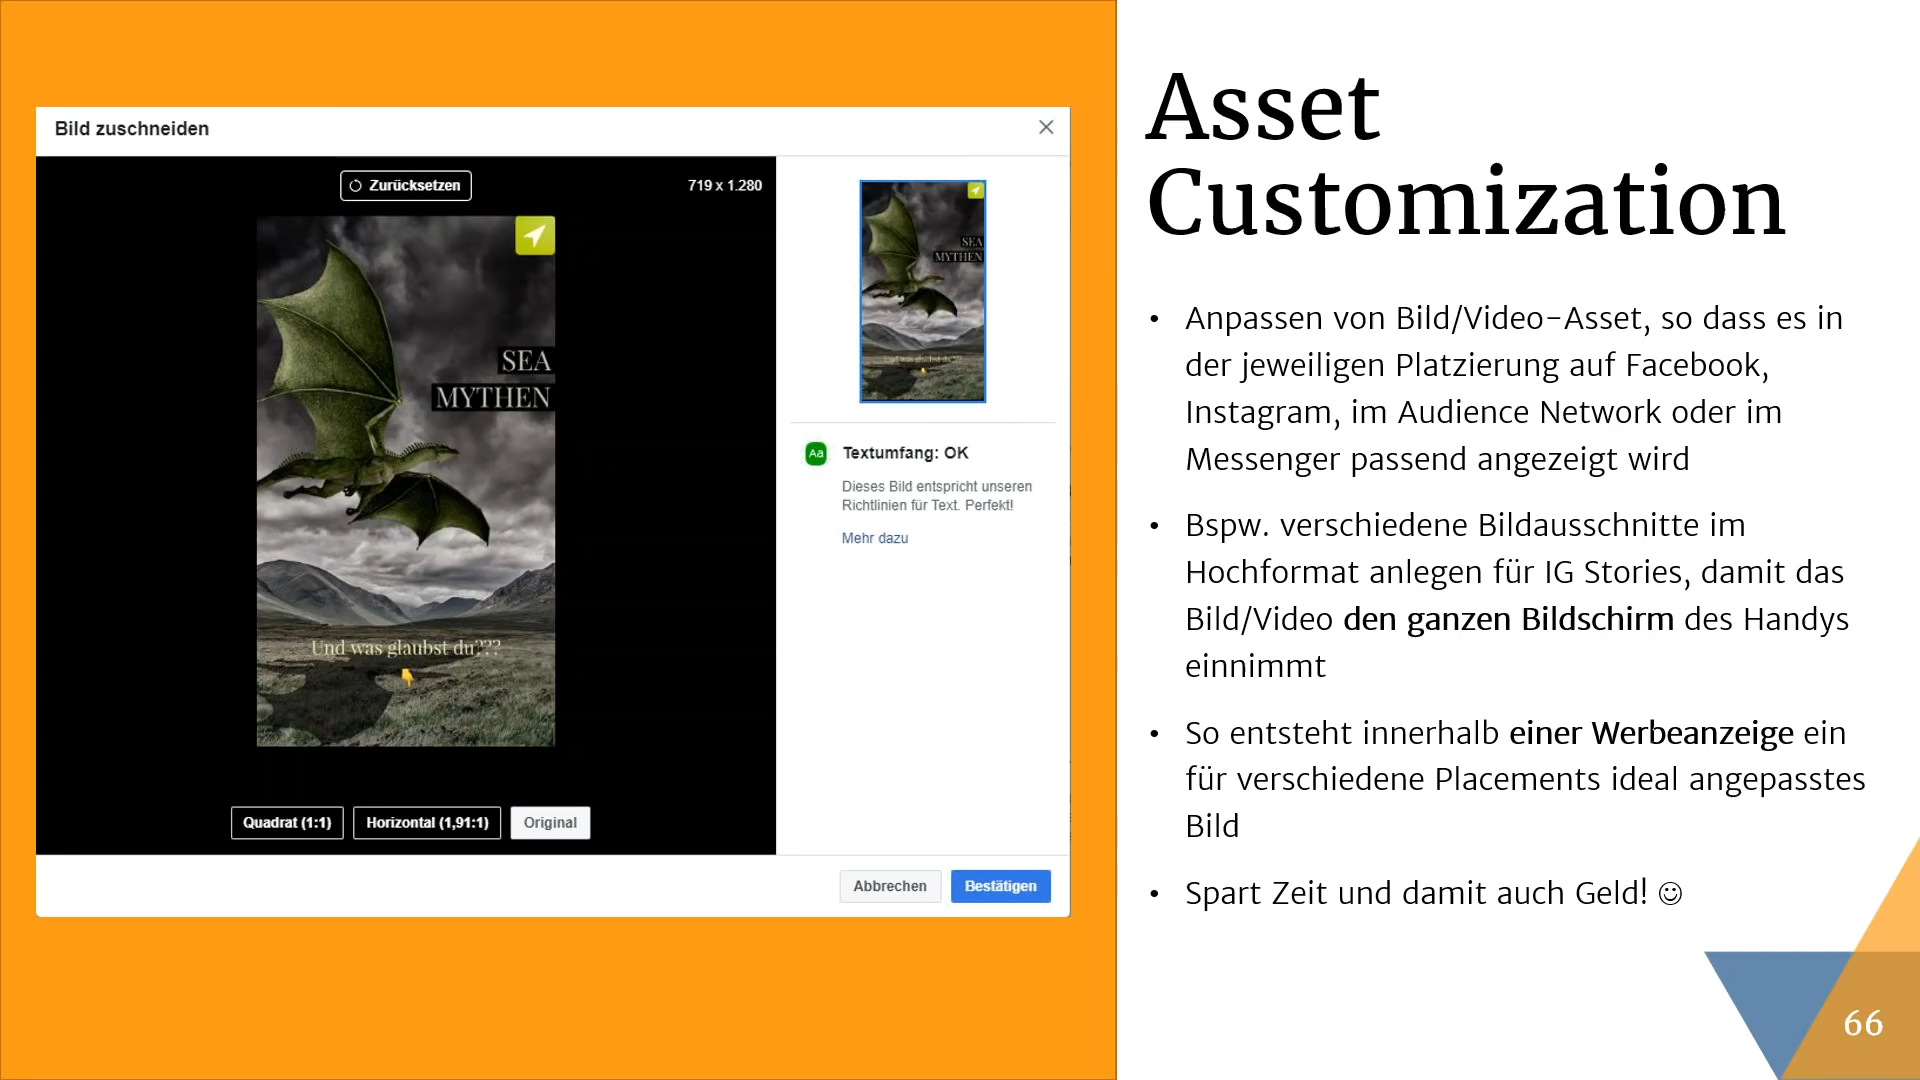 Bild zuschneiden
Zurücksetzen
719 x 1.280
SEA
MYTHEN
Und was glaubst du???
Quadrat (1:1)
Horizontal (1,91:1)
Original
SEA
MYTHEN
Und was glaubst du???
Aa
Textumfang: OK
Dieses Bild entspricht unseren
Richtlinien für Text. Perfekt!
Mehr dazu
Abbrechen
Bestätigen
Asset
Customization
• Anpassen von Bild/Video-Asset, so dass es in
der jeweiligen Platzierung auf Facebook,
Instagram, im Audience Network oder im
Messenger passend angezeigt wird
• Bspw. verschiedene Bildausschnitte im
Hochformat anlegen für IG Stories, damit das
Bild/Video den ganzen Bildschirm des Handys
einnimmt
• So entsteht innerhalb einer Werbeanzeige ein
für verschiedene Placements ideal angepasstes
Bild
• Spart Zeit und damit auch Geld! ☺
66